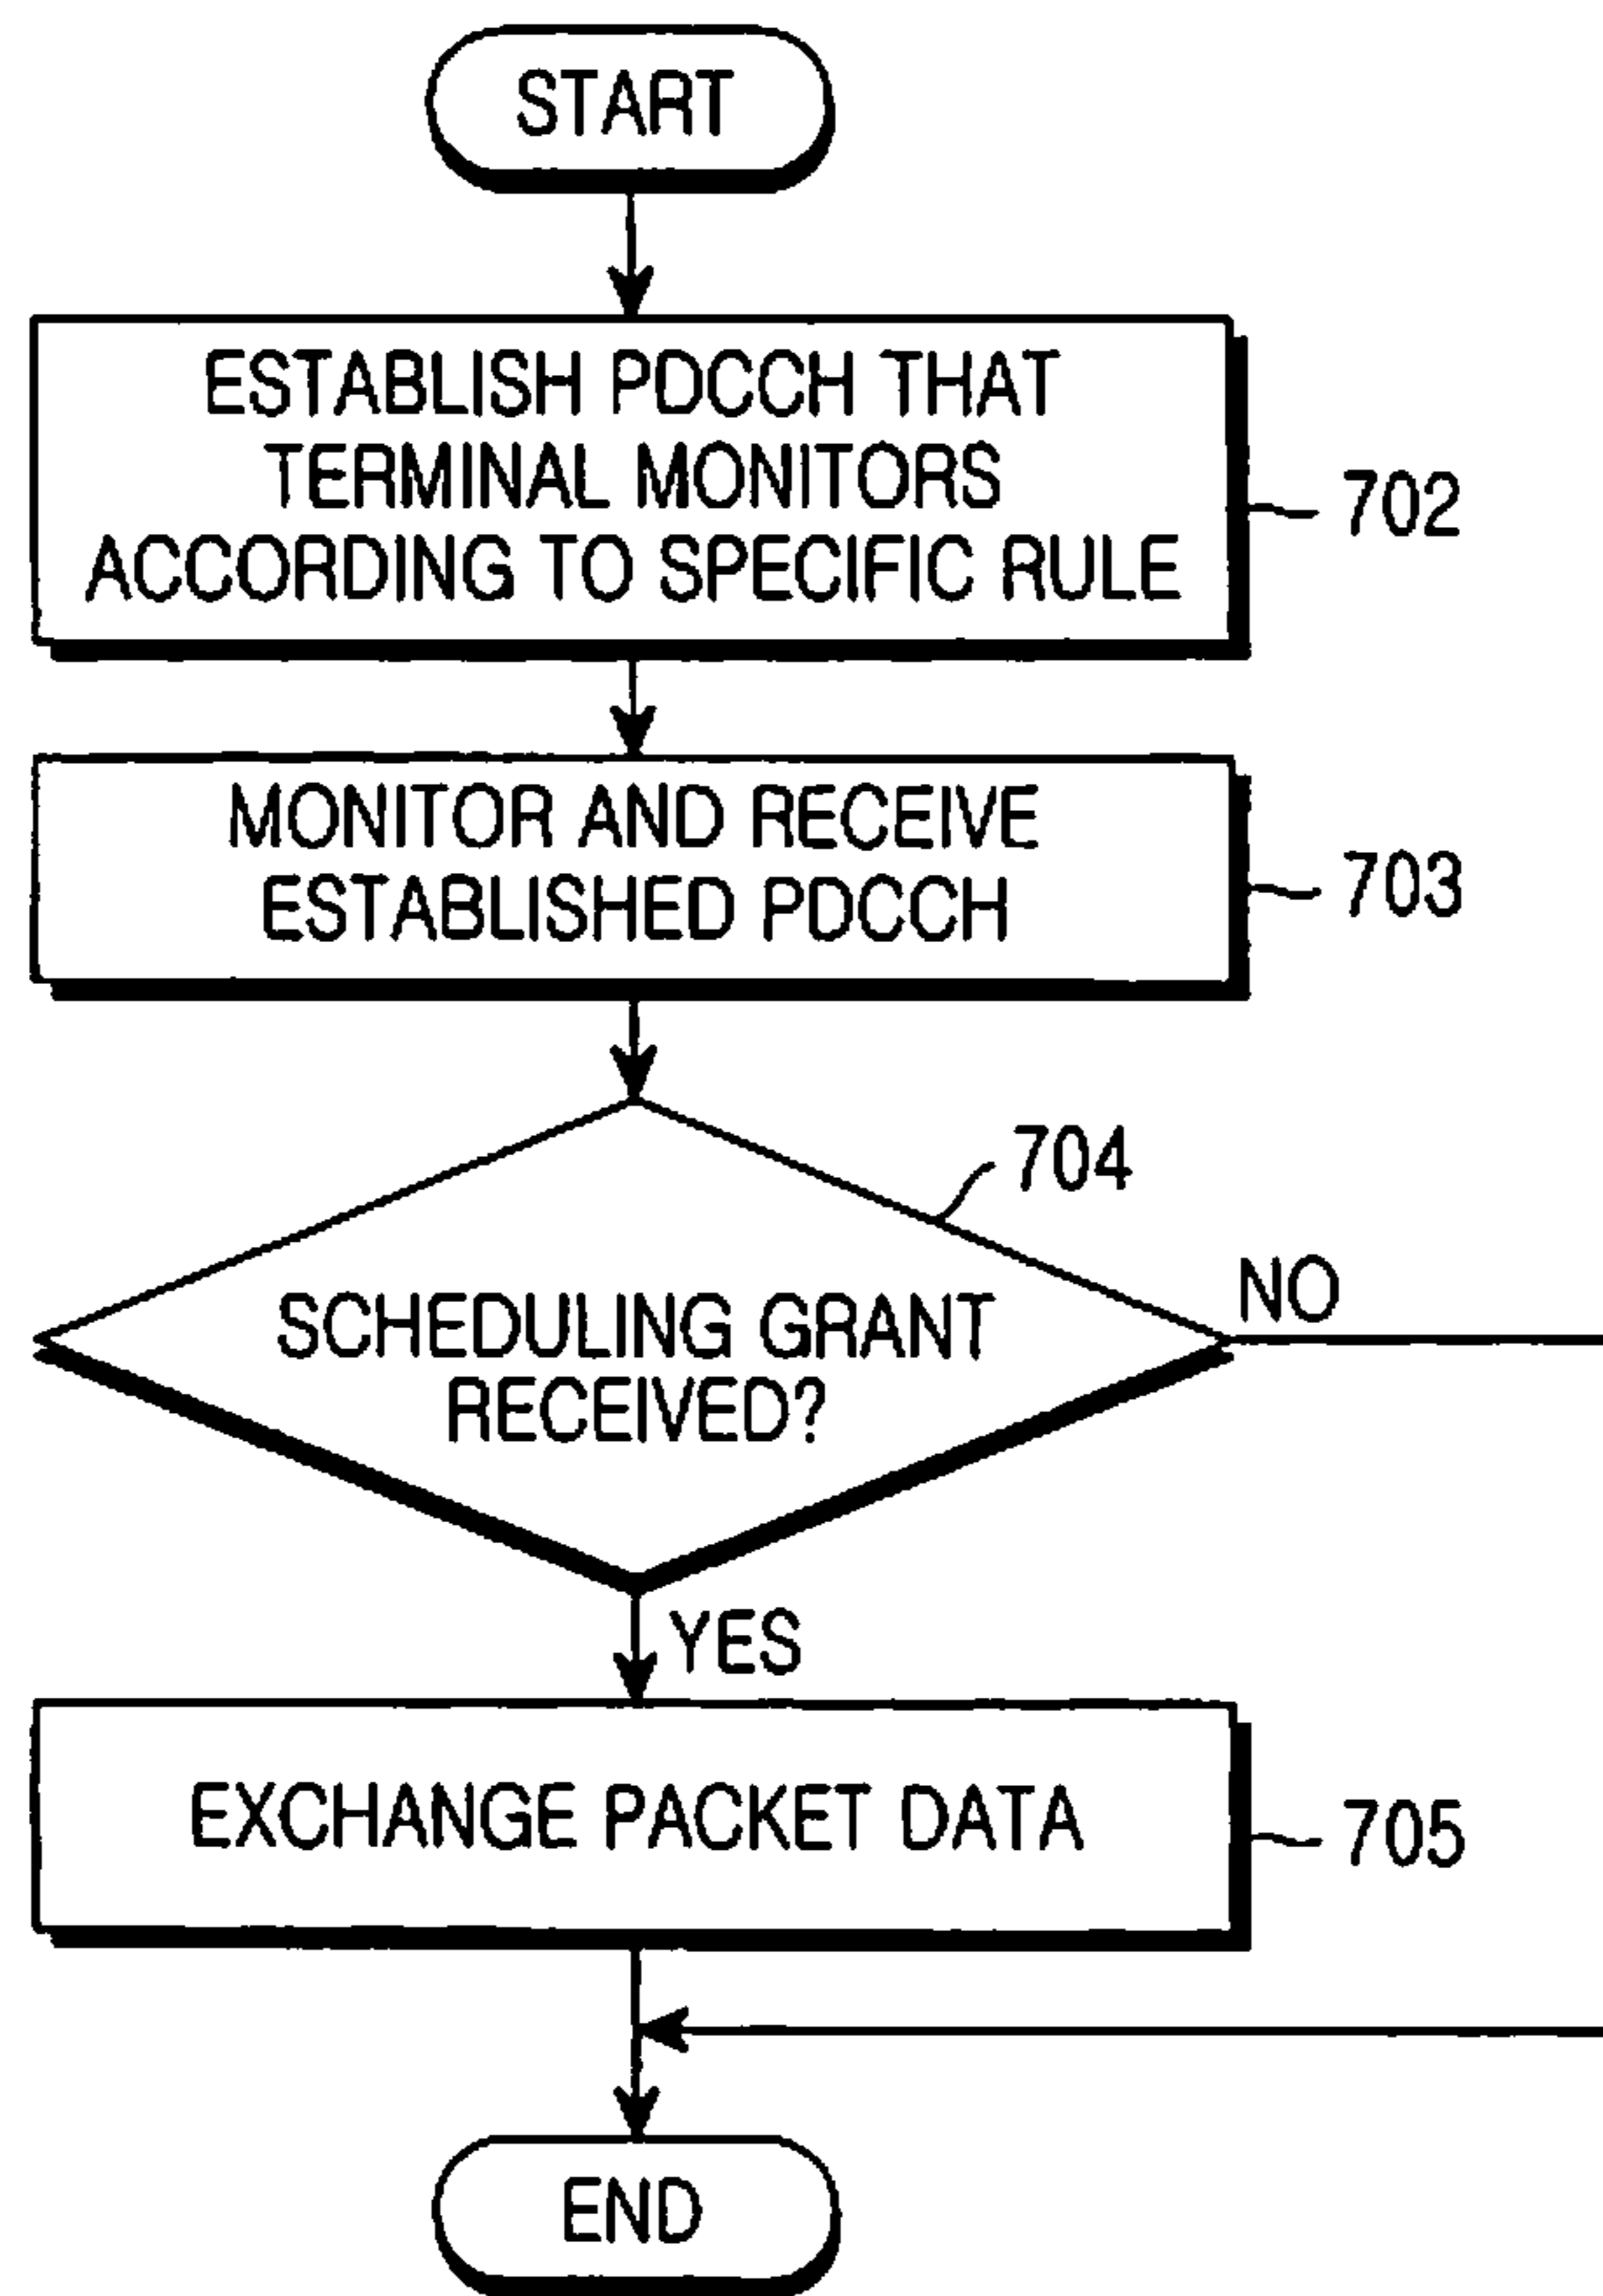 START
ESTABLISH PDCCH THAT
TERMINAL MONITORS
ACCORDING TO SPECIFIC RULE
702
MONITOR AND RECEIVE
ESTABLISHED PDCCH
703
704
NO
SCHEDULING GRANT
RECEIVED?
YES
EXCHANGE PACKET DATA
705
END